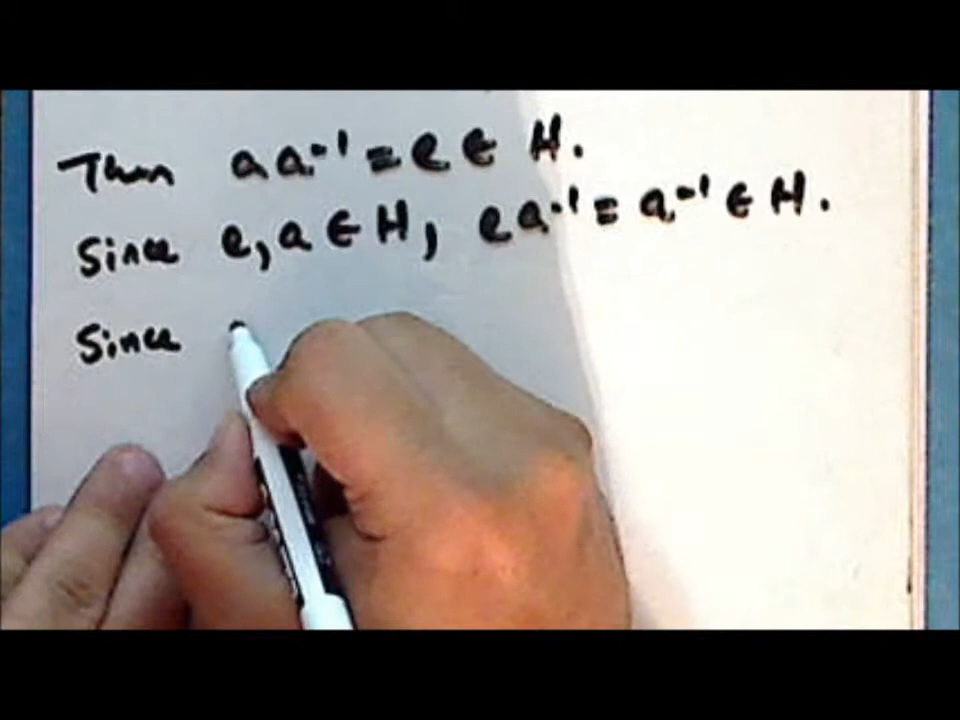 Then aa⁻¹ = e ∈ H.
Since e, a ∈ H, ea⁻¹ = a⁻¹ ∈ H.
Since